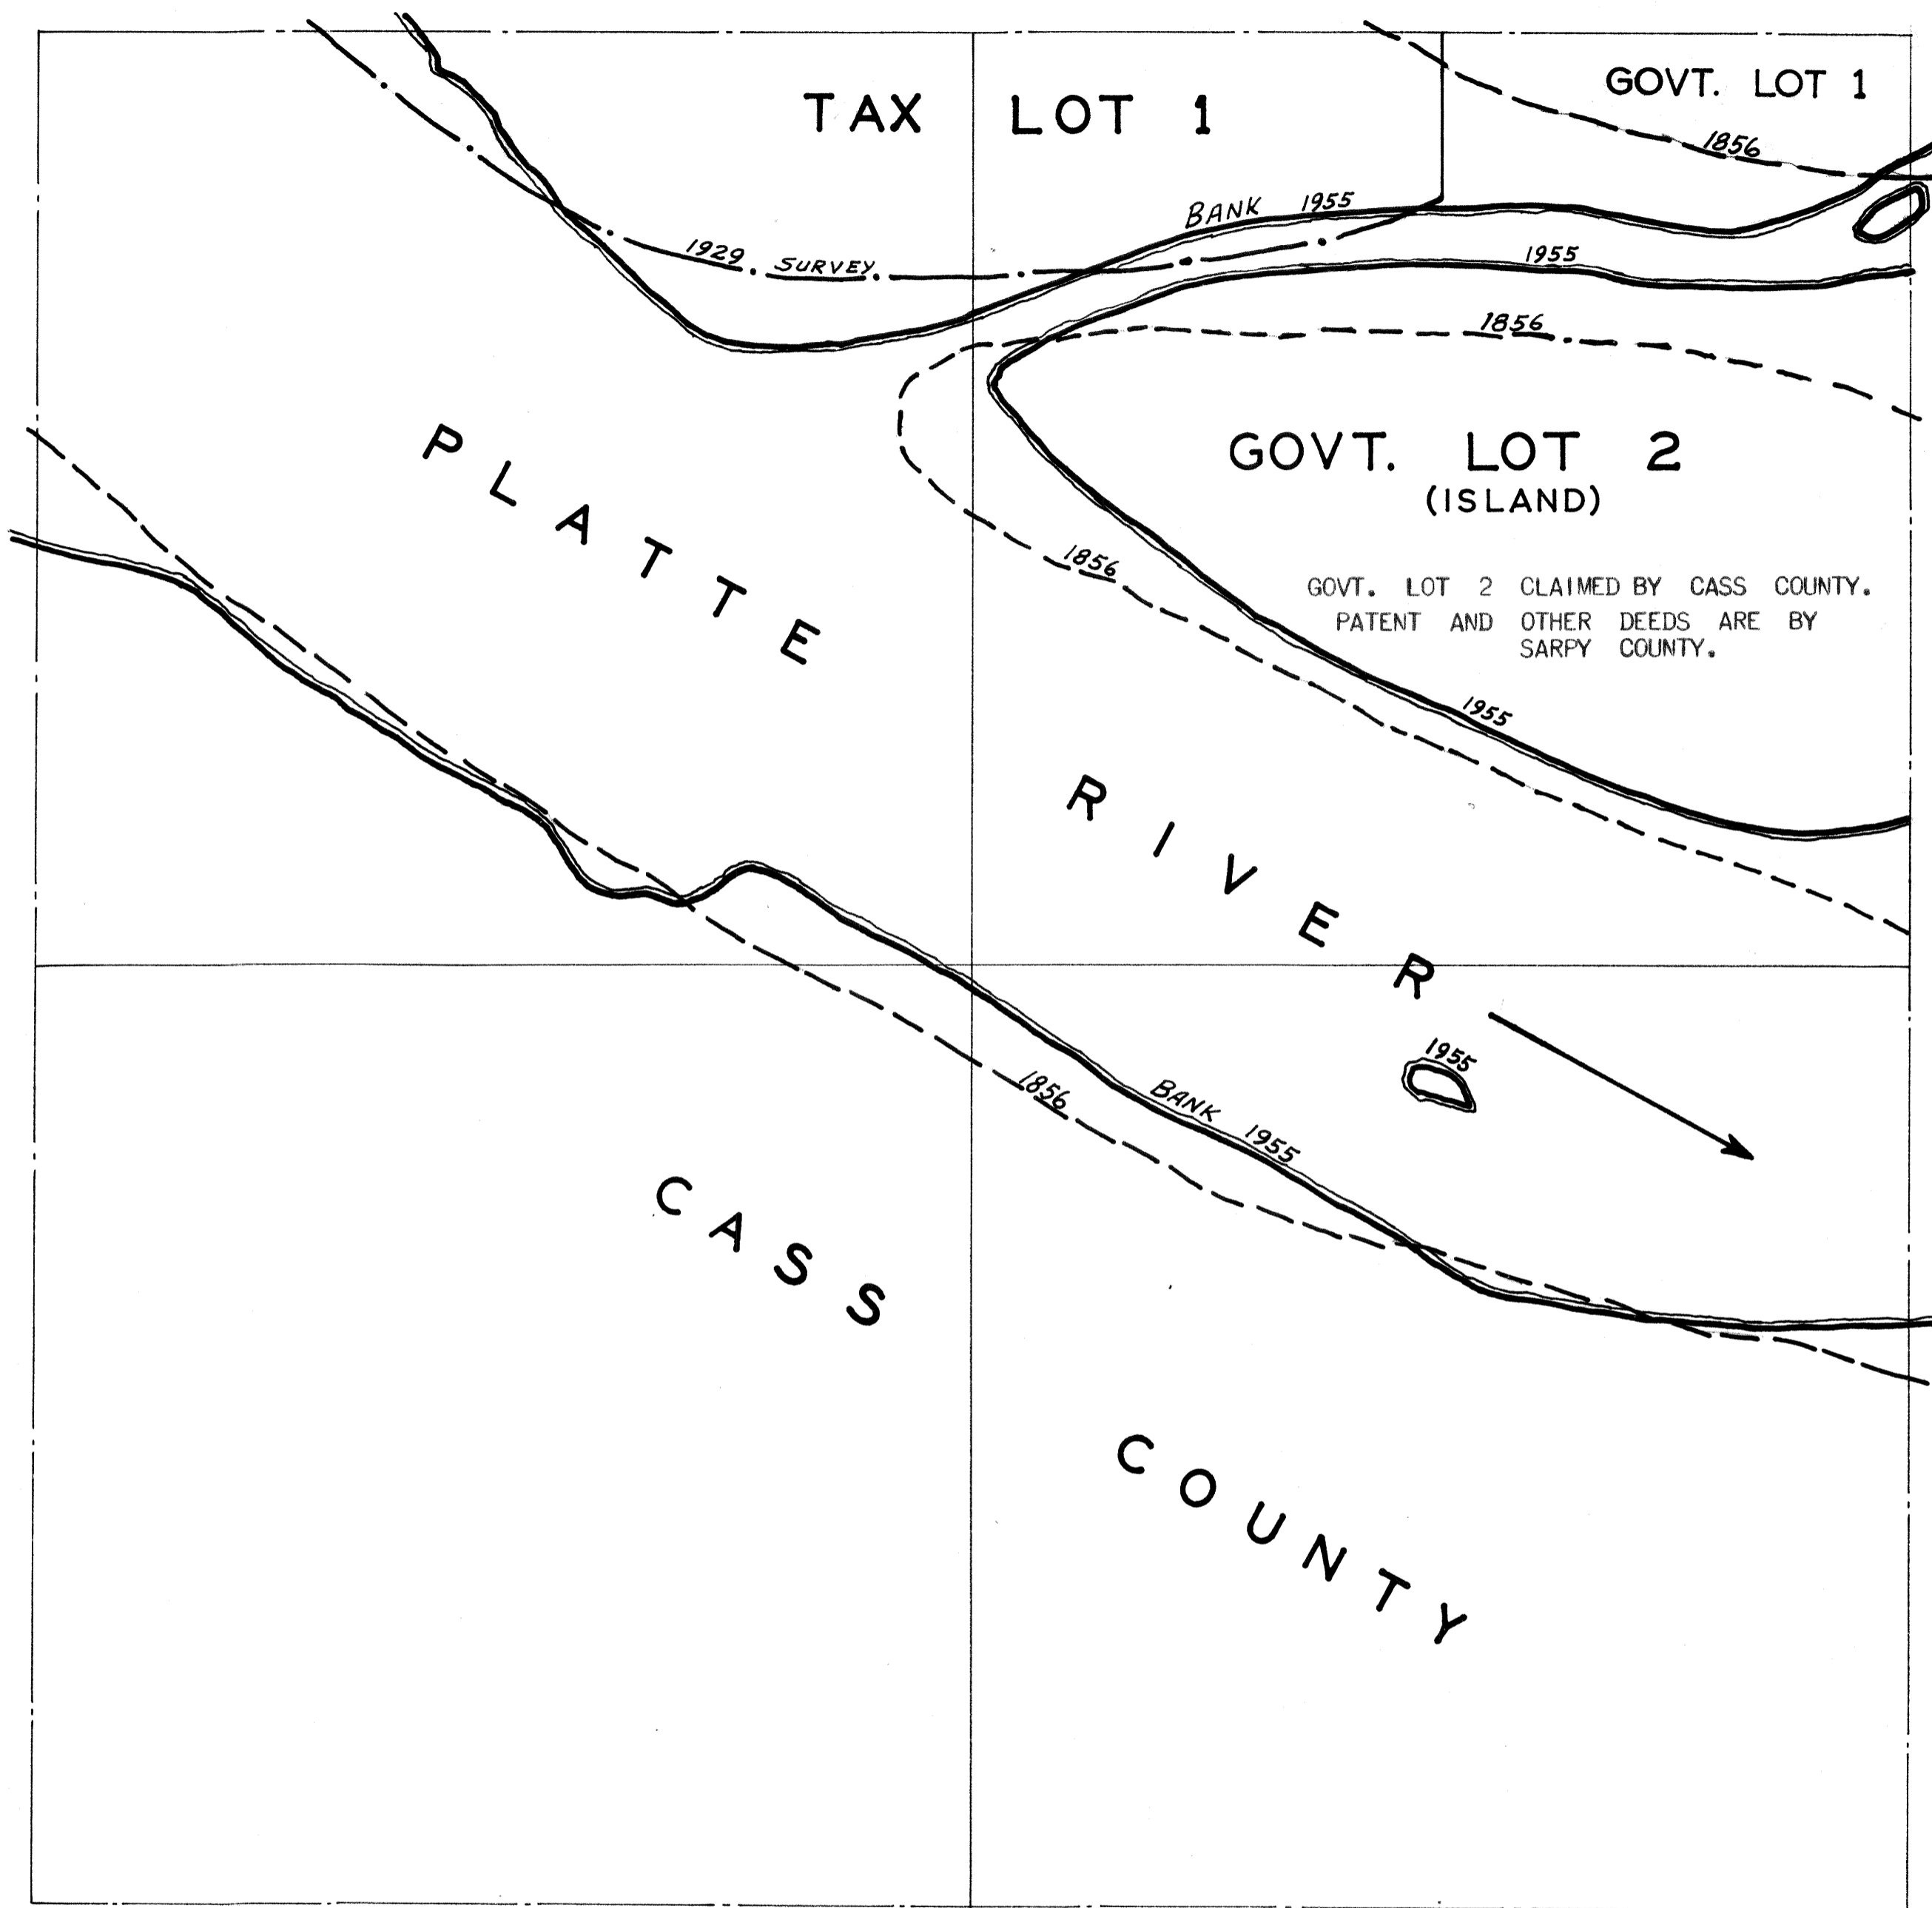 TAX LOT 1
GOVT. LOT 1
1856
BANK 1955
1929 SURVEY
1955
1856
GOVT. LOT 2
(ISLAND)
1856
GOVT. LOT 2 CLAIMED BY CASS COUNTY.
PATENT AND OTHER DEEDS ARE BY
SARPY COUNTY.
1955
PLATTE RIVER
1955
1856
BANK 1955
CASS COUNTY